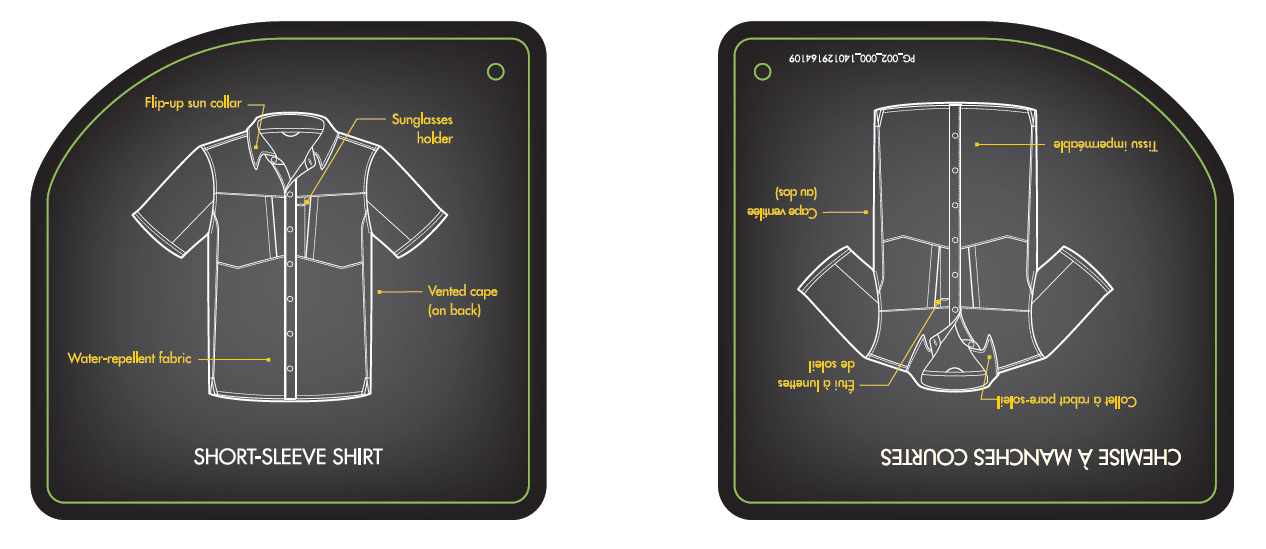 Flip-up sun collar
Sunglasses
holder
Vented cape
(on back)
Water-repellent fabric
SHORT-SLEEVE SHIRT
CHEMISE À MANCHES COURTES
Collet à rabat pare-soleil
Étui à lunettes
de soleil
Cape ventilée
(au dos)
Tissu imperméable
PG_002_000_140129164109